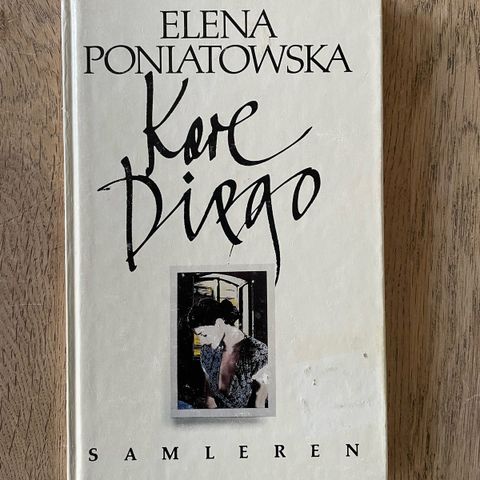 ELENA
PONIATOWSKA
Kære
Diego
SAMLEREN